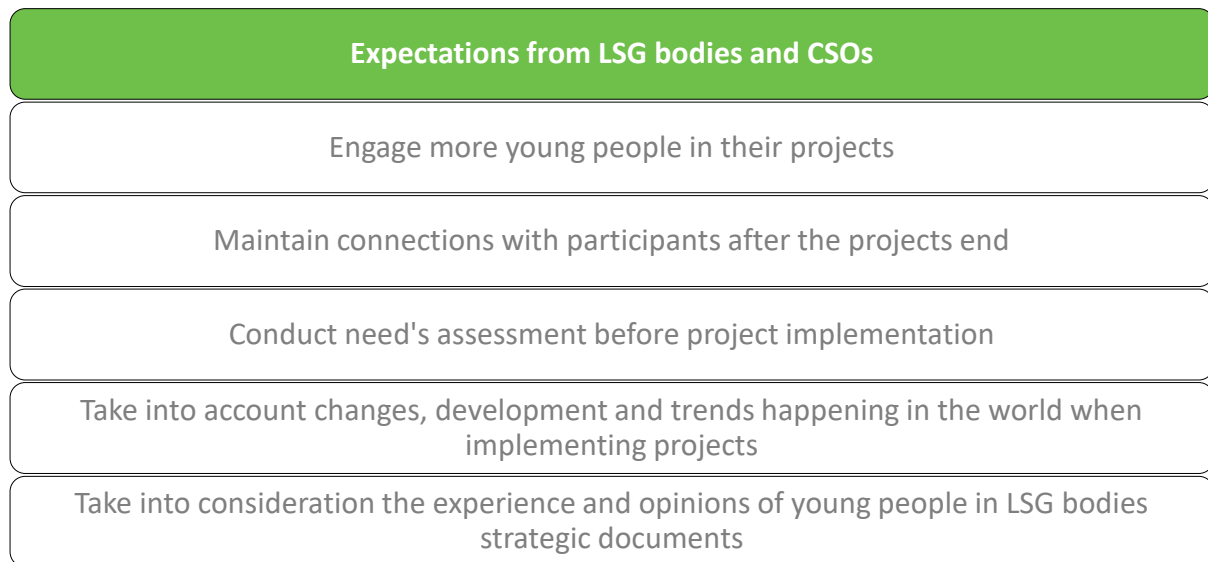 Expectations from LSG bodies and CSOs
Engage more young people in their projects
Maintain connections with participants after the projects end
Conduct need's assessment before project implementation
Take into account changes, development and trends happening in the world when
implementing projects
Take into consideration the experience and opinions of young people in LSG bodies
strategic documents